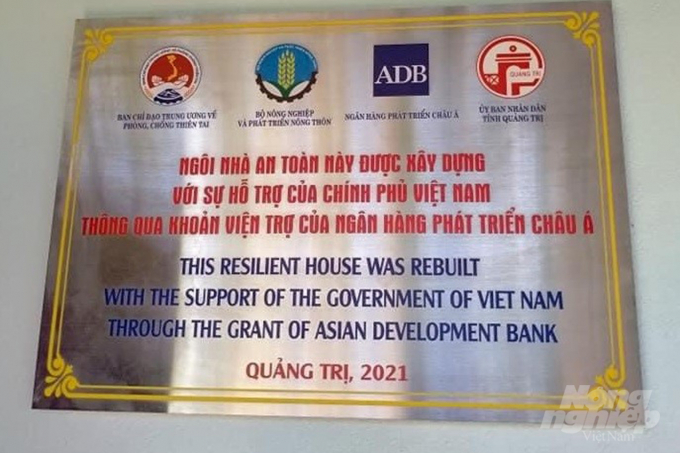 ADB
QUẢNG TRỊ
BAN CHỈ ĐẠO TRUNG ƯƠNG VỀ
PHÒNG, CHỐNG THIÊN TAI
BỘ NÔNG NGHIỆP
VÀ PHÁT TRIỂN NÔNG THÔN
NGÂN HÀNG PHÁT TRIỂN CHÂU Á
ỦY BAN NHÂN DÂN
TỈNH QUẢNG TRỊ
NGÔI NHÀ AN TOÀN NÀY ĐƯỢC XÂY DỰNG
VỚI SỰ HỖ TRỢ CỦA CHÍNH PHỦ VIỆT NAM
THÔNG QUA KHOẢN VIỆN TRỢ CỦA NGÂN HÀNG PHÁT TRIỂN CHÂU Á
THIS RESILIENT HOUSE WAS REBUILT
WITH THE SUPPORT OF THE GOVERNMENT OF VIET NAM
THROUGH THE GRANT OF ASIAN DEVELOPMENT BANK
QUẢNG TRỊ, 2021
Nông
nghiệp
Việt Nam